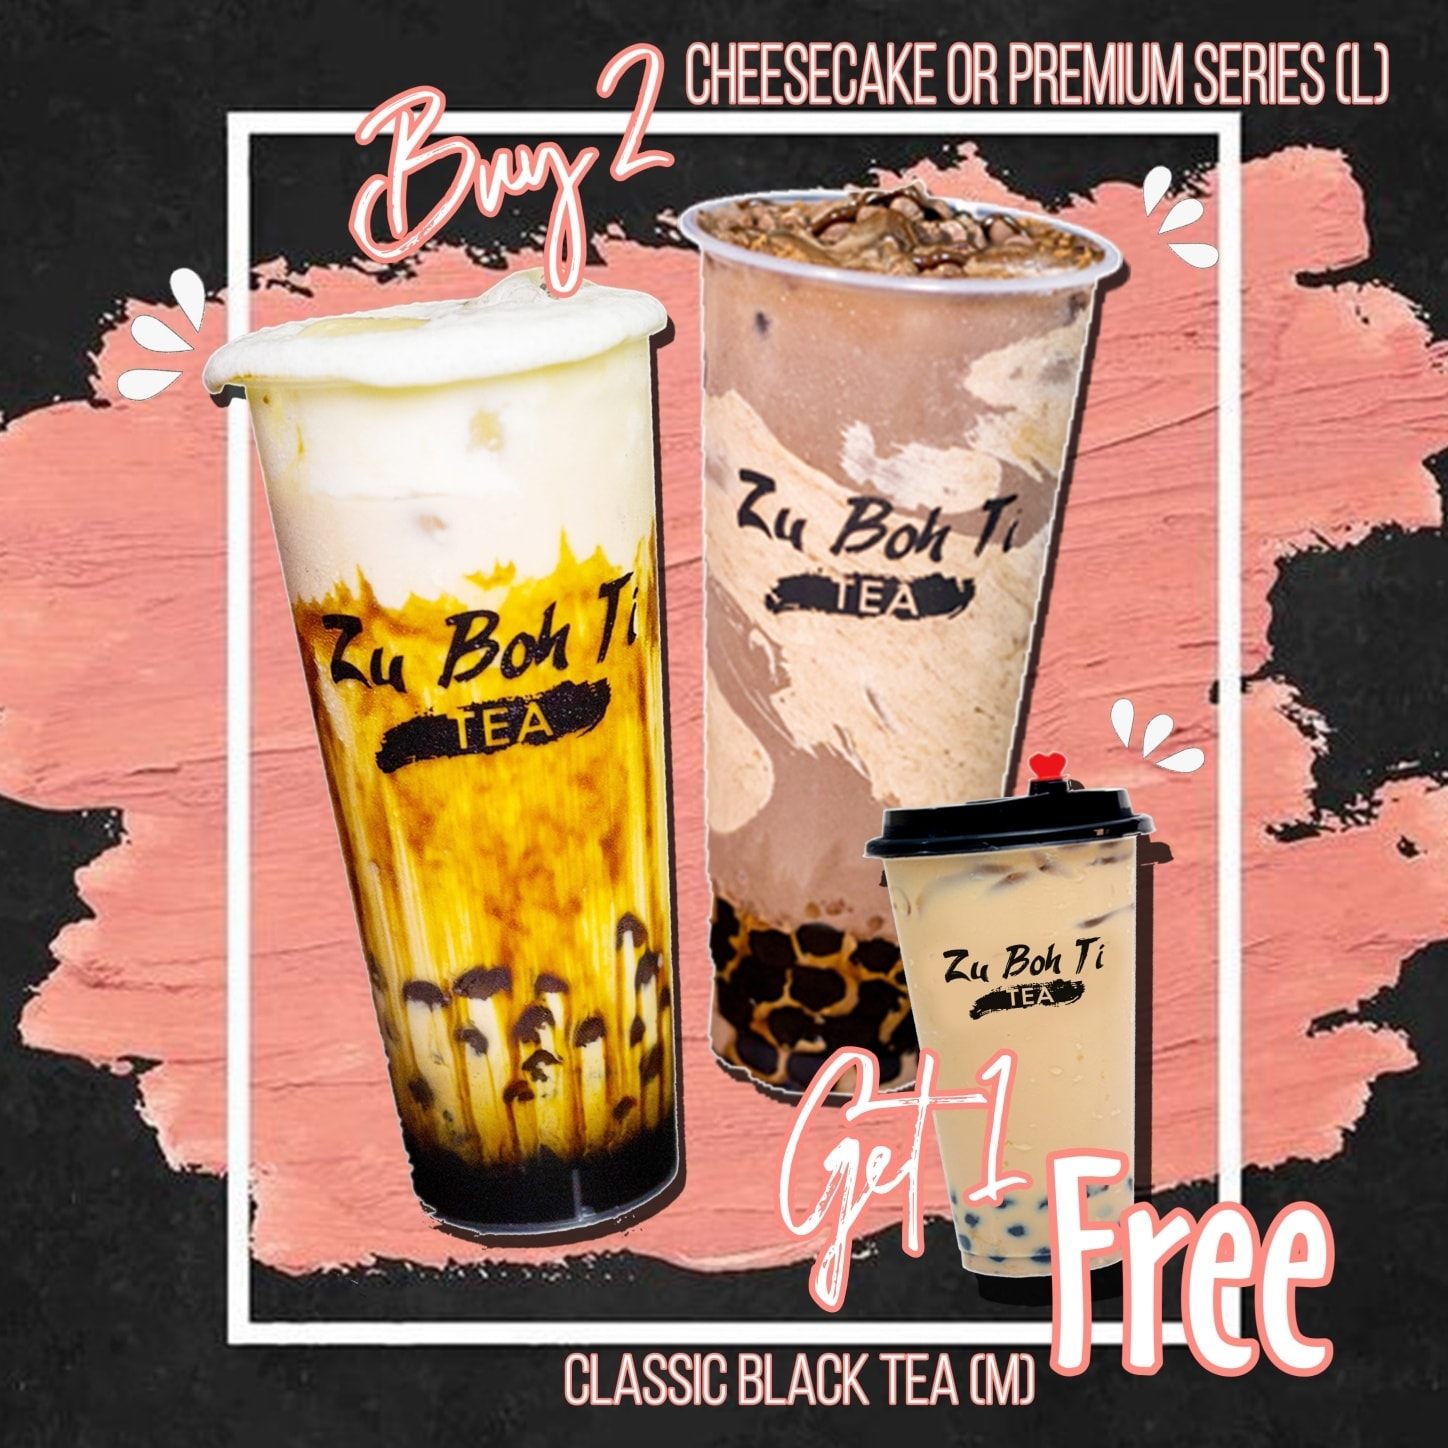 Buy 2 CHEESECAKE OR PREMIUM SERIES (L)
Zu Boh Ti
TEA
Zu Boh Ti
TEA
Zu Boh Ti
TEA
Get 1
Free
CLASSIC BLACK TEA (M)